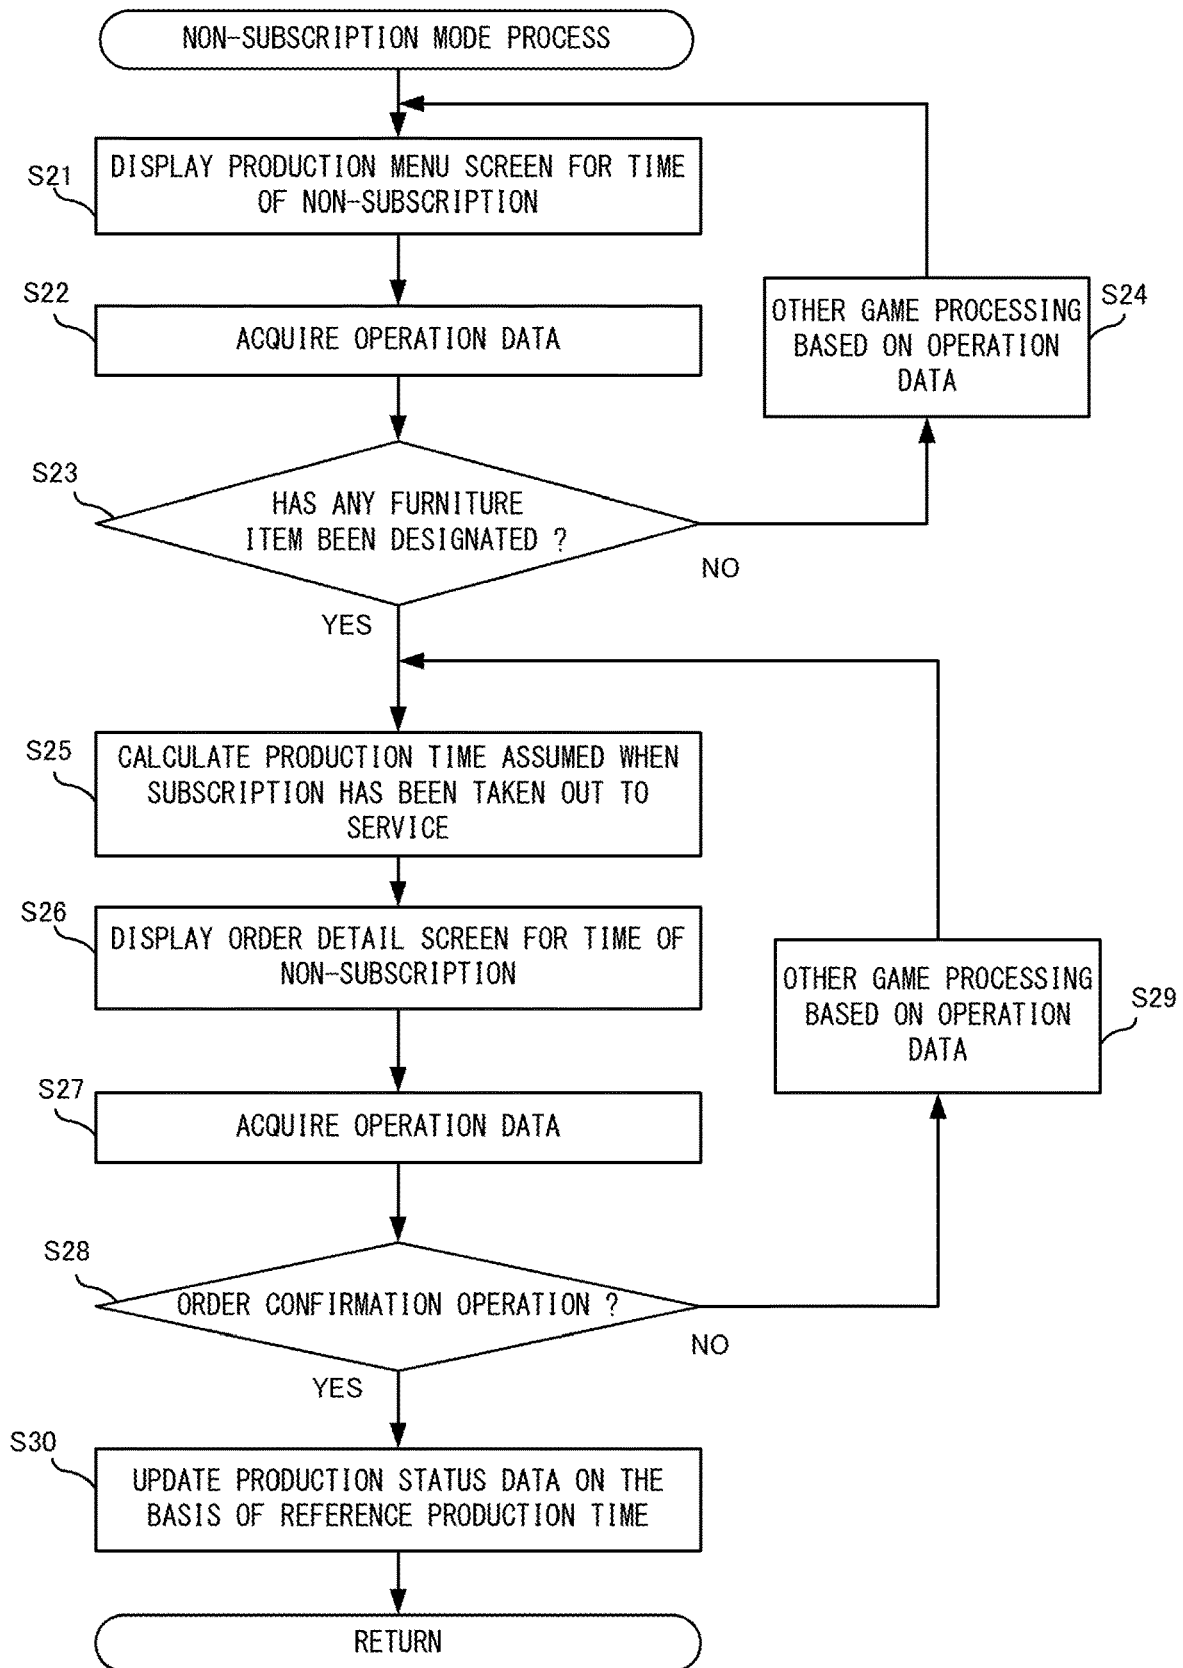 NON-SUBSCRIPTION MODE PROCESS
S21
DISPLAY PRODUCTION MENU SCREEN FOR TIME
OF NON-SUBSCRIPTION
S22
ACQUIRE OPERATION DATA
S24
OTHER GAME PROCESSING
BASED ON OPERATION
DATA
S23
HAS ANY FURNITURE
ITEM BEEN DESIGNATED ?
NO
YES
S25
CALCULATE PRODUCTION TIME ASSUMED WHEN
SUBSCRIPTION HAS BEEN TAKEN OUT TO
SERVICE
S26
DISPLAY ORDER DETAIL SCREEN FOR TIME OF
NON-SUBSCRIPTION
S29
OTHER GAME PROCESSING
BASED ON OPERATION
DATA
S27
ACQUIRE OPERATION DATA
S28
ORDER CONFIRMATION OPERATION ?
NO
YES
S30
UPDATE PRODUCTION STATUS DATA ON THE
BASIS OF REFERENCE PRODUCTION TIME
RETURN